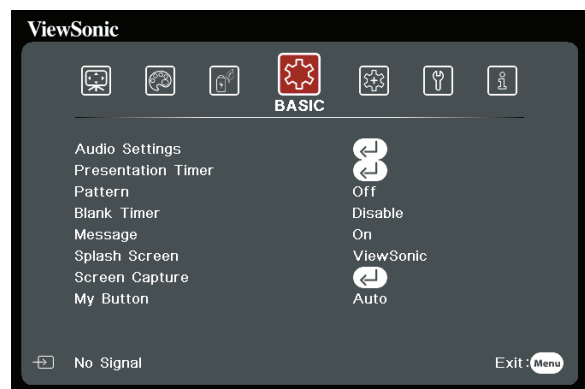 ViewSonic
BASIC
Audio Settings
Presentation Timer
Pattern Off
Blank Timer Disable
Message On
Splash Screen ViewSonic
Screen Capture
My Button Auto
No Signal Exit: Menu